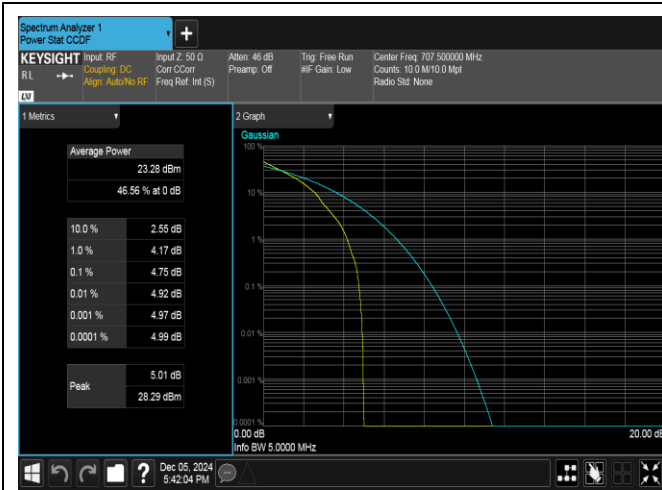 Spectrum Analyzer 1
Power Stat CCDF
+
KEYSIGHT Input: RF Input Z: 50 Ω Atten: 46 dB Trig: Free Run Center Freq: 707.500000 MHz
R L Coupling: DC Corr CCorr Preamp: Off #IF Gain: Low Counts: 10.0 M/10.0 Mpt
Align: Auto/No RF Freq Ref: Int (S) Radio Std: None
LXI
1 Metrics
2 Graph
Gaussian
Average Power
23.28 dBm
46.56 % at 0 dB
10.0 % 2.55 dB
1.0 % 4.17 dB
0.1 % 4.75 dB
0.01 % 4.92 dB
0.001 % 4.97 dB
0.0001 % 4.99 dB
Peak 5.01 dB
28.29 dBm
100 %
10 %
1 %
0.1 %
0.01 %
0.001 %
0.0001 %
0.00 dB 20.00 dB
Info BW 5.0000 MHz
? Dec 05, 2024
5:42:04 PM